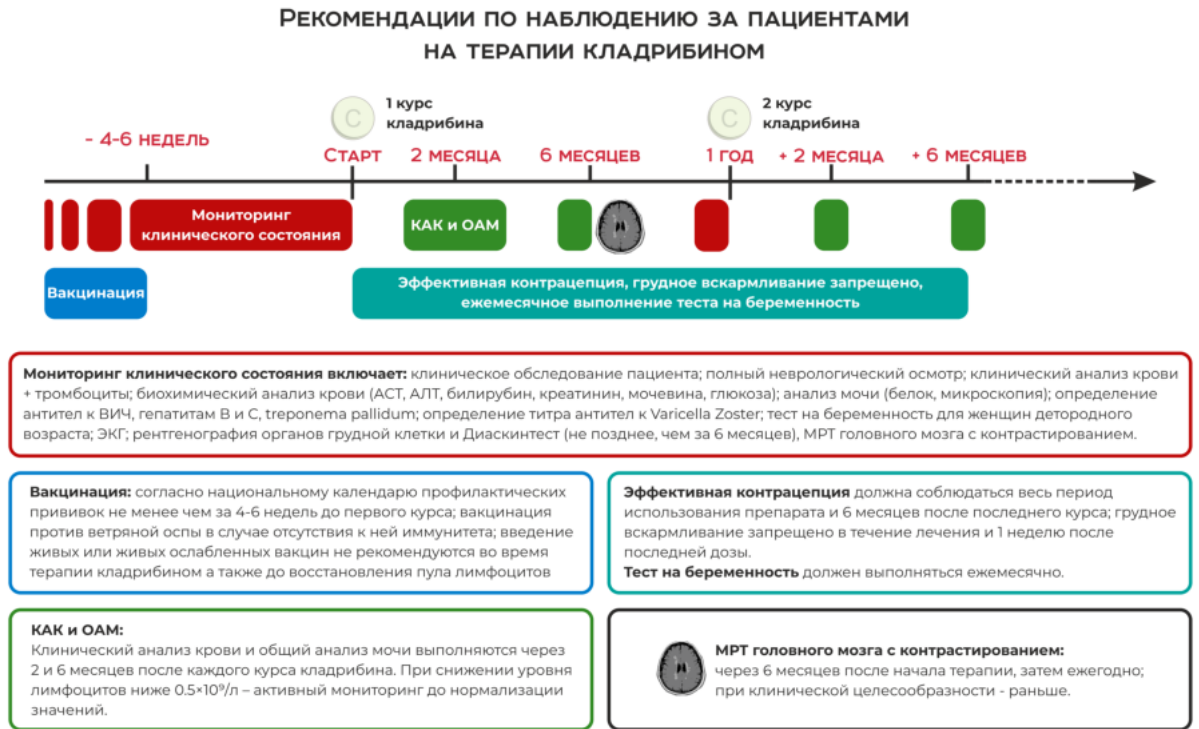 Рекомендации по наблюдению за пациентами
на терапии кладрибином
C
1 курс
кладрибина
C
2 курс
кладрибина
- 4-6 недель
Старт
2 месяца
6 месяцев
1 год
+ 2 месяца
+ 6 месяцев
Мониторинг
клинического состояния
КАК и ОАМ
Вакцинация
Эффективная контрацепция, грудное вскармливание запрещено,
ежемесячное выполнение теста на беременность
Мониторинг клинического состояния включает: клиническое обследование пациента; полный неврологический осмотр; клинический анализ крови
+ тромбоциты; биохимический анализ крови (АСТ, АЛТ, билирубин, креатинин, мочевина, глюкоза); анализ мочи (белок, микроскопия); определение
антител к ВИЧ, гепатитам В и С, treponema pallidum; определение титра антител к Varicella Zoster; тест на беременность для женщин детородного
возраста; ЭКГ; рентгенография органов грудной клетки и Диаскинтест (не позднее, чем за 6 месяцев), МРТ головного мозга с контрастированием.
Вакцинация: согласно национальному календарю профилактических
прививок не менее чем за 4-6 недель до первого курса; вакцинация
против ветряной оспы в случае отсутствия к ней иммунитета; введение
живых или живых ослабленных вакцин не рекомендуются во время
терапии кладрибином а также до восстановления пула лимфоцитов
Эффективная контрацепция должна соблюдаться весь период
использования препарата и 6 месяцев после последнего курса; грудное
вскармливание запрещено в течение лечения и 1 неделю после
последней дозы.
Тест на беременность должен выполняться ежемесячно.
КАК и ОАМ:
Клинический анализ крови и общий анализ мочи выполняются через
2 и 6 месяцев после каждого курса кладрибина. При снижении уровня
лимфоцитов ниже 0.5×10⁹/л – активный мониторинг до нормализации
значений.
МРТ головного мозга с контрастированием:
через 6 месяцев после начала терапии, затем ежегодно;
при клинической целесообразности - раньше.